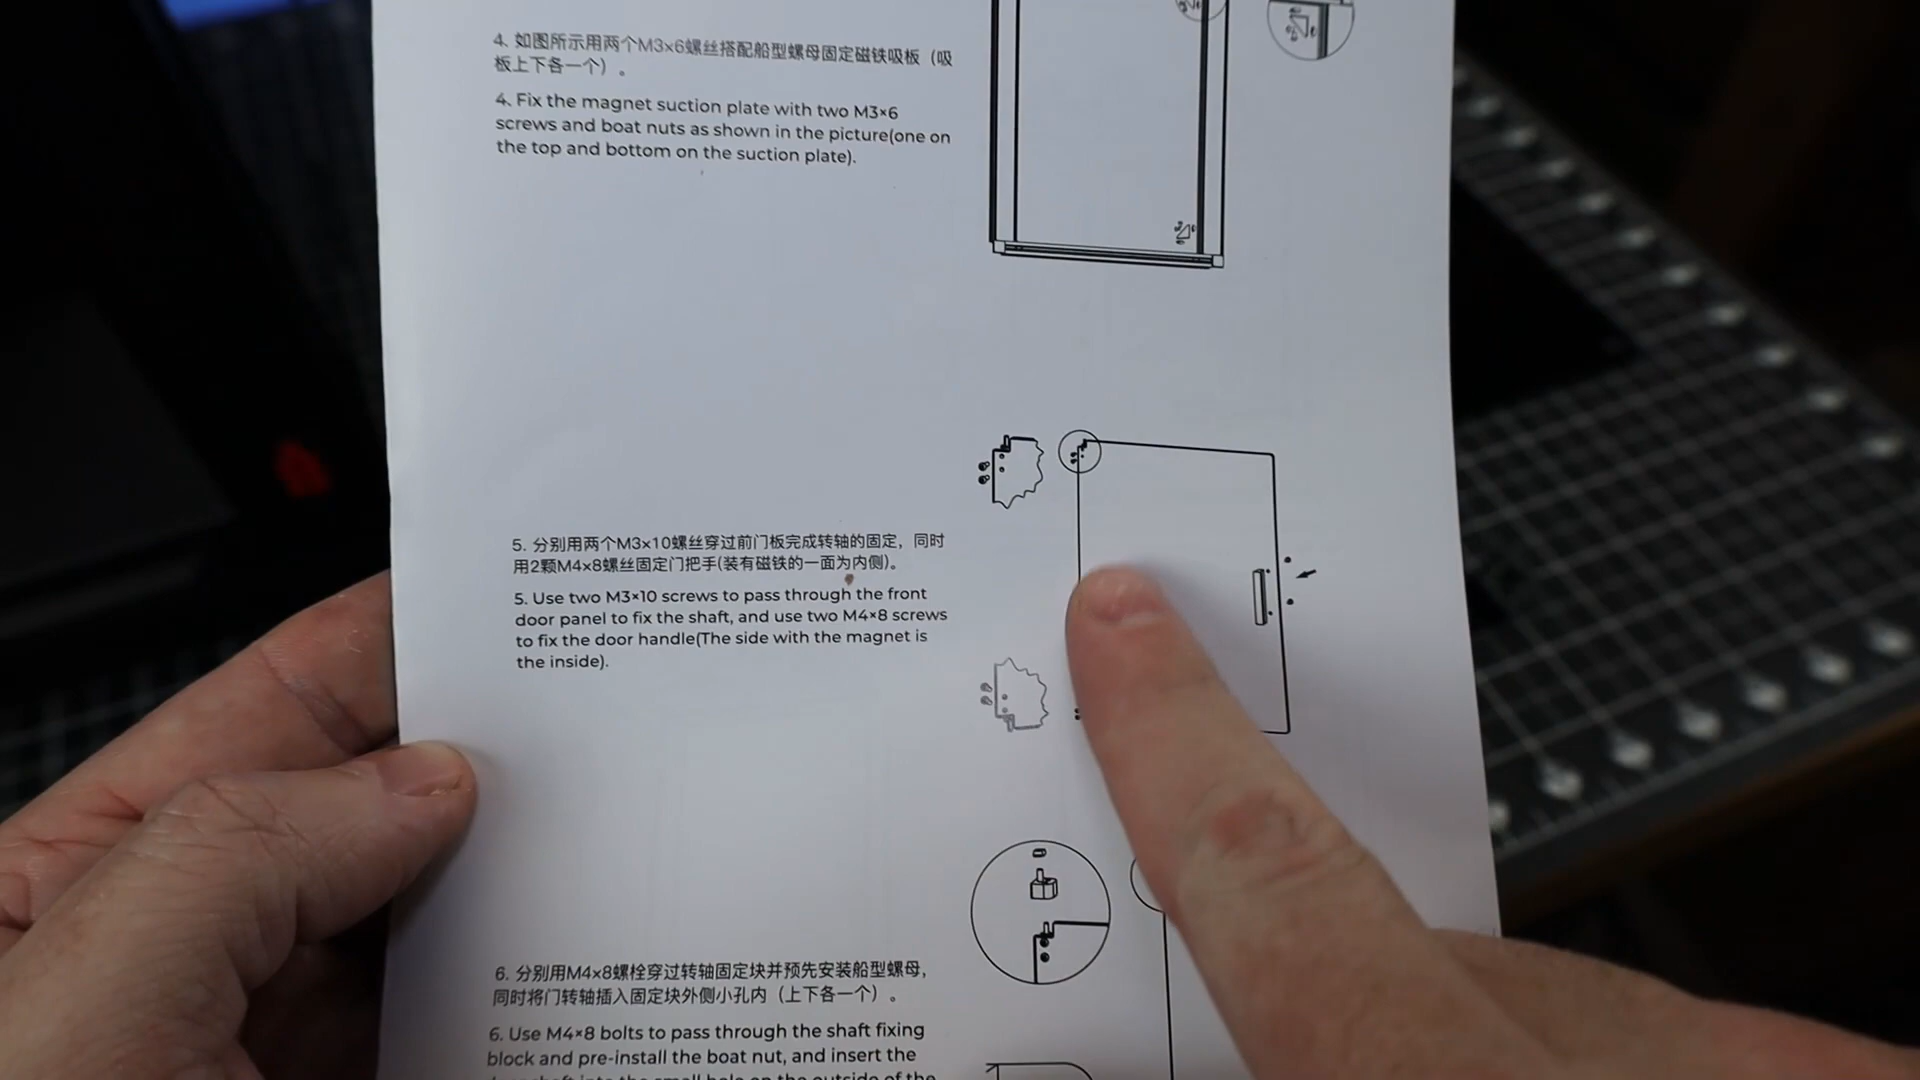 4. 如图所示用两个M3×6螺丝搭配船型螺母固定磁铁吸板（吸
板上下各一个）。
4. Fix the magnet suction plate with two M3×6
screws and boat nuts as shown in the picture(one on
the top and bottom on the suction plate).
5. 分别用两个M3×10螺丝穿过前门板完成转轴的固定，同时
用2颗M4×8螺丝固定门把手(装有磁铁的一面为内侧)。
5. Use two M3×10 screws to pass through the front
door panel to fix the shaft, and use two M4×8 screws
to fix the door handle(The side with the magnet is
the inside).
6. 分别用M4×8螺栓穿过转轴固定块并预先安装船型螺母，
同时将门转轴插入固定块外侧小孔内（上下各一个）。
6. Use M4×8 bolts to pass through the shaft fixing
block and pre-install the boat nut, and insert the
door shaft into the small hole on the outside of the